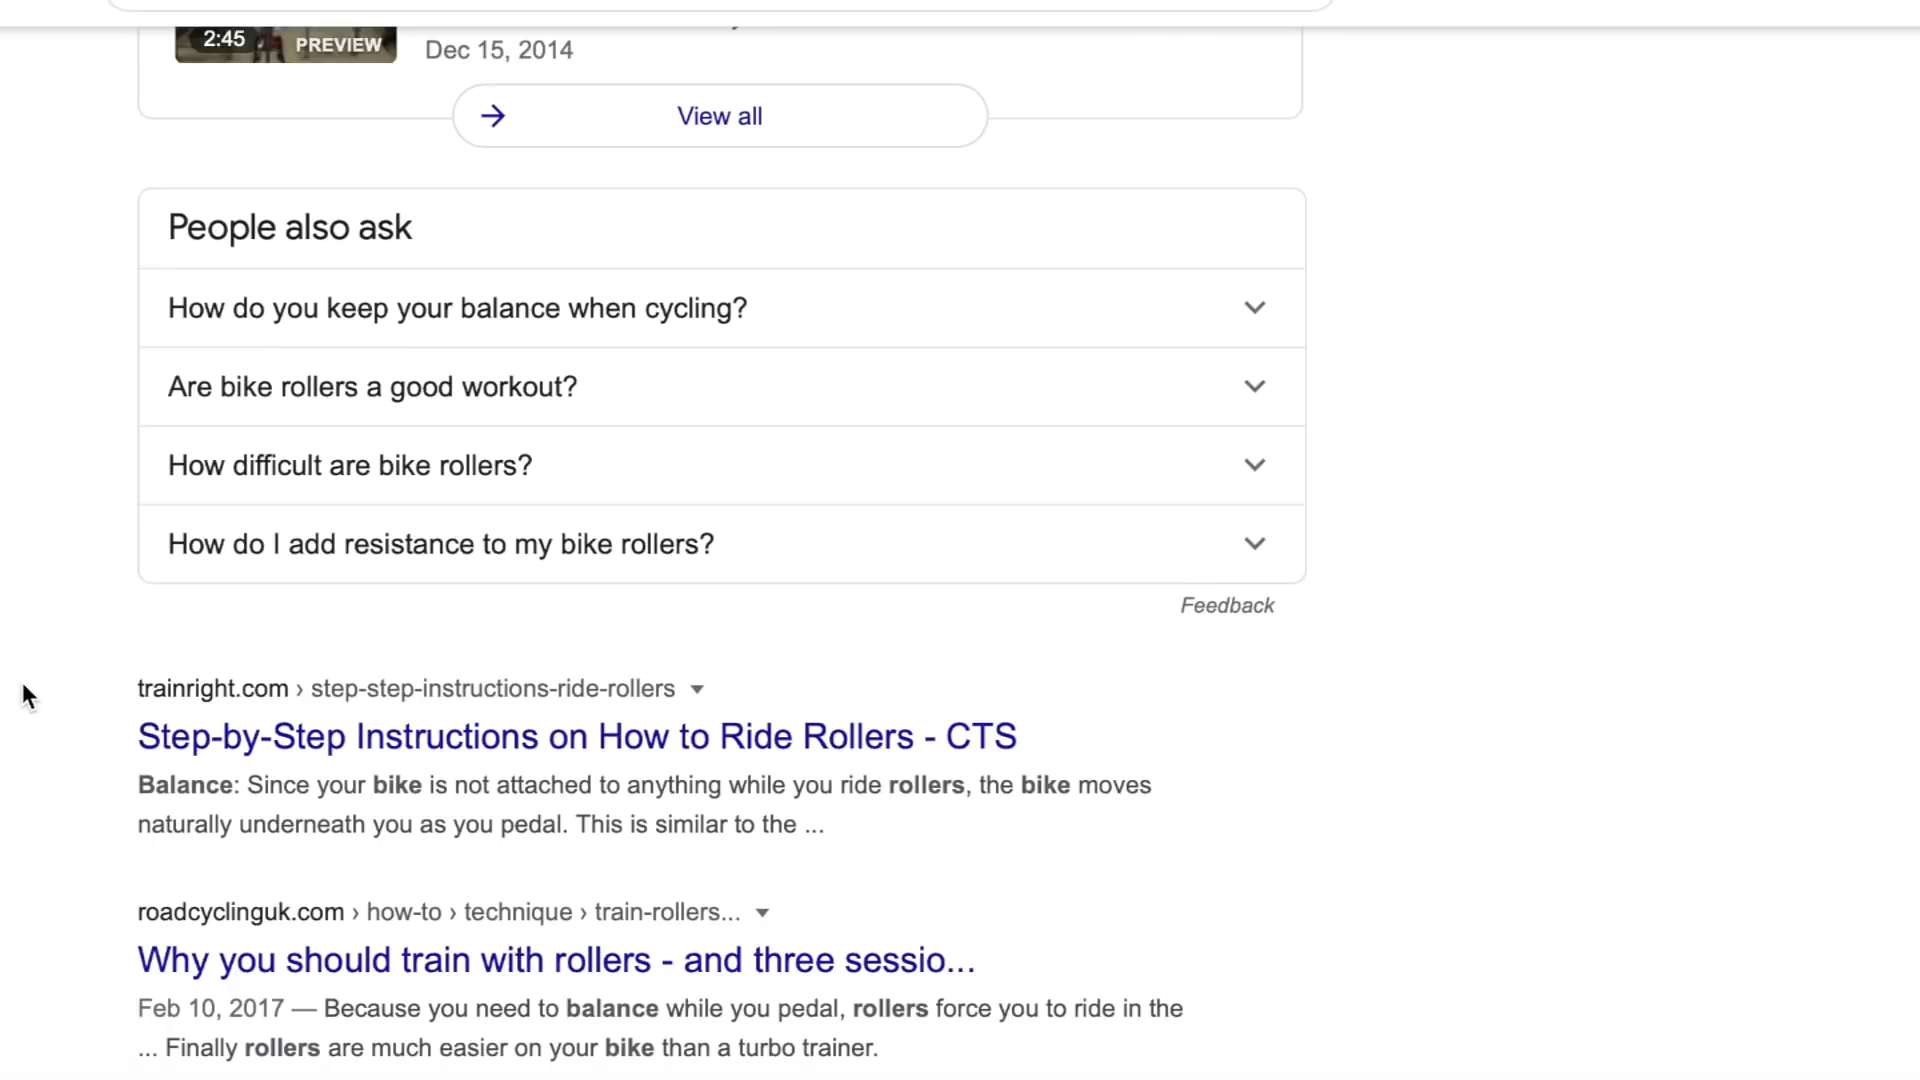 2:45
PREVIEW
Dec 15, 2014
View all
People also ask
How do you keep your balance when cycling?
Are bike rollers a good workout?
How difficult are bike rollers?
How do I add resistance to my bike rollers?
Feedback
trainright.com › step-step-instructions-ride-rollers
Step-by-Step Instructions on How to Ride Rollers - CTS
Balance: Since your bike is not attached to anything while you ride rollers, the bike moves
naturally underneath you as you pedal. This is similar to the ...
roadcyclinguk.com › how-to › technique › train-rollers...
Why you should train with rollers - and three sessio...
Feb 10, 2017 — Because you need to balance while you pedal, rollers force you to ride in the
... Finally rollers are much easier on your bike than a turbo trainer.